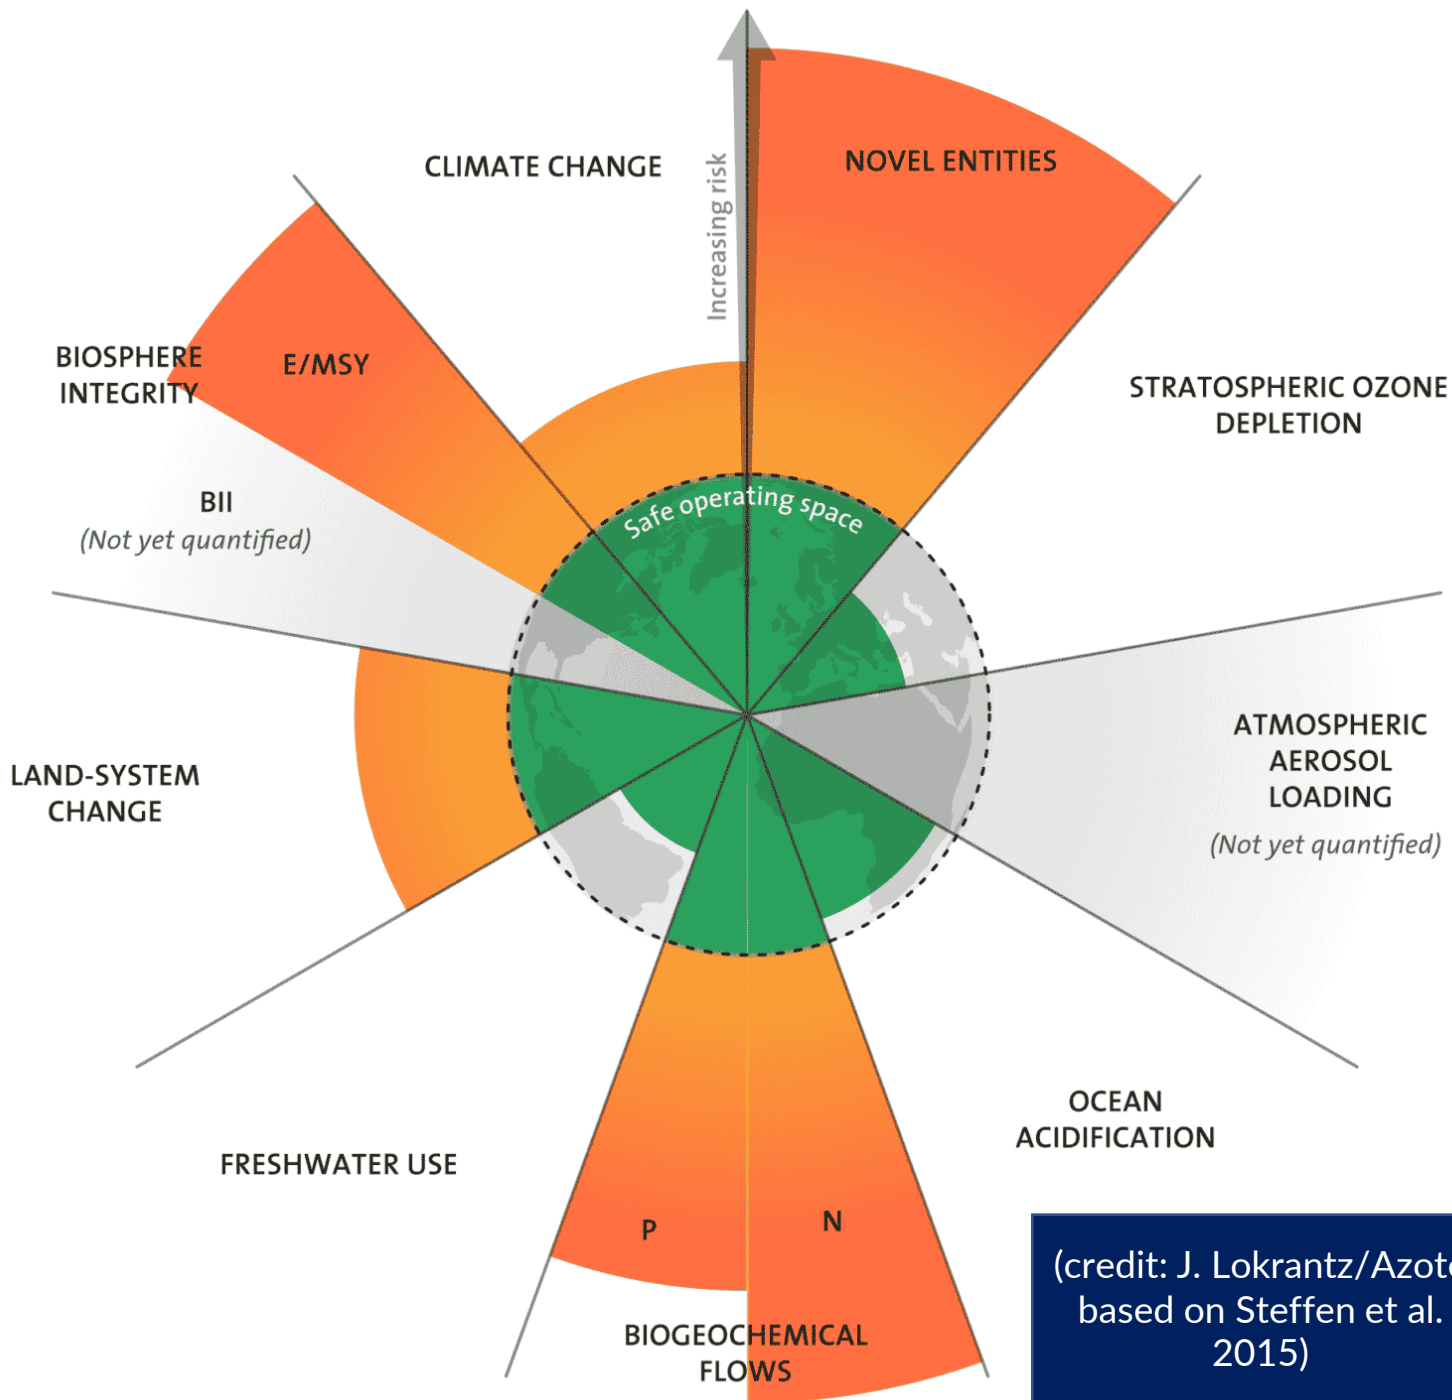 CLIMATE CHANGE
NOVEL ENTITIES
Increasing risk
STRATOSPHERIC OZONE
DEPLETION
BIOSPHERE
INTEGRITY
E/MSY
BII
(Not yet quantified)
Safe operating space
ATMOSPHERIC
AEROSOL
LOADING
(Not yet quantified)
LAND-SYSTEM
CHANGE
OCEAN
ACIDIFICATION
FRESHWATER USE
P
N
BIOGEOCHEMICAL
FLOWS
(credit: J. Lokrantz/Azote
based on Steffen et al.
2015)